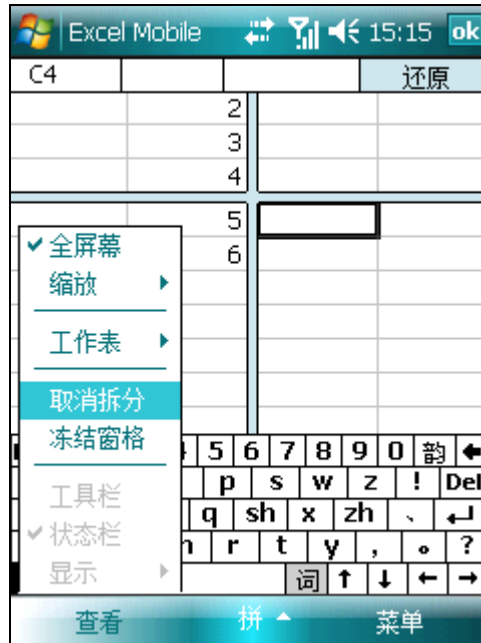 Excel Mobile 15:15 ok
C4 还原
2
3
4
5
6
全屏幕
缩放
工作表
取消拆分
冻结窗格
工具栏
状态栏
显示
5 6 7 8 9 0 韵
p s w z ! Del
q sh x zh 、
r t y , 。 ?
词 ↑ ↓ ← →
查看 拼 菜单